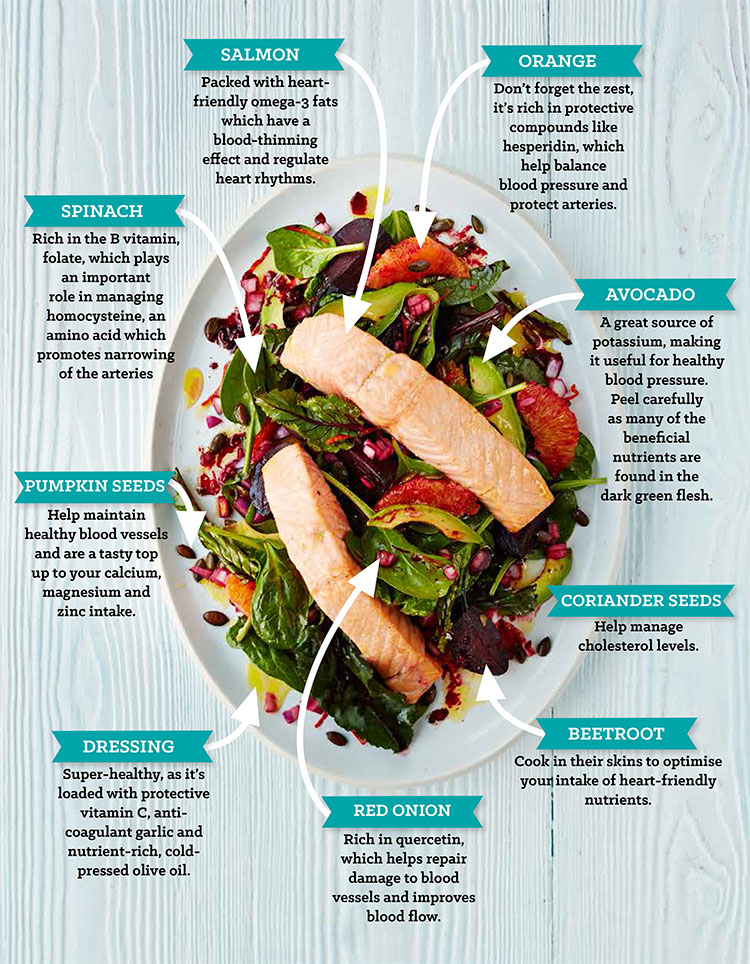 SALMON
Packed with heart-
friendly omega-3 fats
which have a
blood-thinning
effect and regulate
heart rhythms.
ORANGE
Don't forget the zest,
it's rich in protective
compounds like
hesperidin, which
help balance
blood pressure and
protect arteries.
SPINACH
Rich in the B vitamin,
folate, which plays
an important
role in managing
homocysteine, an
amino acid which
promotes narrowing
of the arteries
AVOCADO
A great source of
potassium, making
it useful for healthy
blood pressure.
Peel carefully
as many of the
beneficial
nutrients are
found in the
dark green flesh.
PUMPKIN SEEDS
Help maintain
healthy blood vessels
and are a tasty top
up to your calcium,
magnesium and
zinc intake.
CORIANDER SEEDS
Help manage
cholesterol levels.
BEETROOT
Cook in their skins to optimise
your intake of heart-friendly
nutrients.
DRESSING
Super-healthy, as it's
loaded with protective
vitamin C, anti-
coagulant garlic and
nutrient-rich, cold-
pressed olive oil.
RED ONION
Rich in quercetin,
which helps repair
damage to blood
vessels and improves
blood flow.